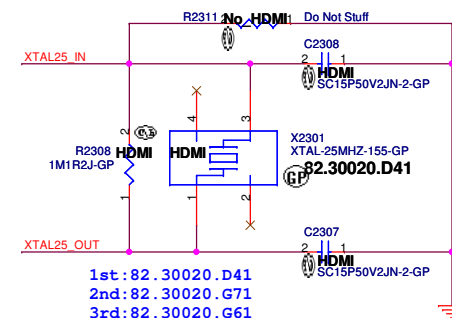 R2311 2 No_HDMI 1 Do Not Stuff
XTAL25_IN
C2308
2 1
HDMI
SC15P50V2JN-2-GP
4
3
2
R2308 HDMI
1M1R2J-GP
1
HDMI
X2301
XTAL-25MHZ-155-GP
82.30020.D41
GP
1
2
XTAL25_OUT
C2307
2 1
HDMI
SC15P50V2JN-2-GP
1st:82.30020.D41
2nd:82.30020.G71
3rd:82.30020.G61